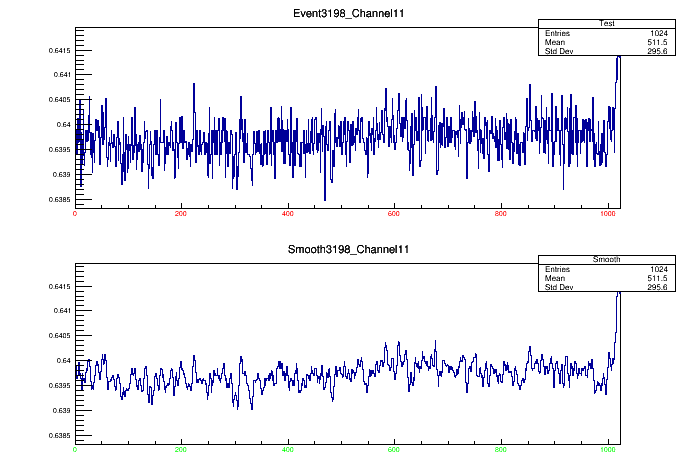 Event3198_Channel11
Test
Entries 1024
Mean 511.5
Std Dev 295.6
0.6415
0.641
0.6405
0.64
0.6395
0.639
0.6385
0 200 400 600 800 1000
Smooth3198_Channel11
Smooth
Entries 1024
Mean 511.5
Std Dev 295.6
0.6415
0.641
0.6405
0.64
0.6395
0.639
0.6385
0 200 400 600 800 1000